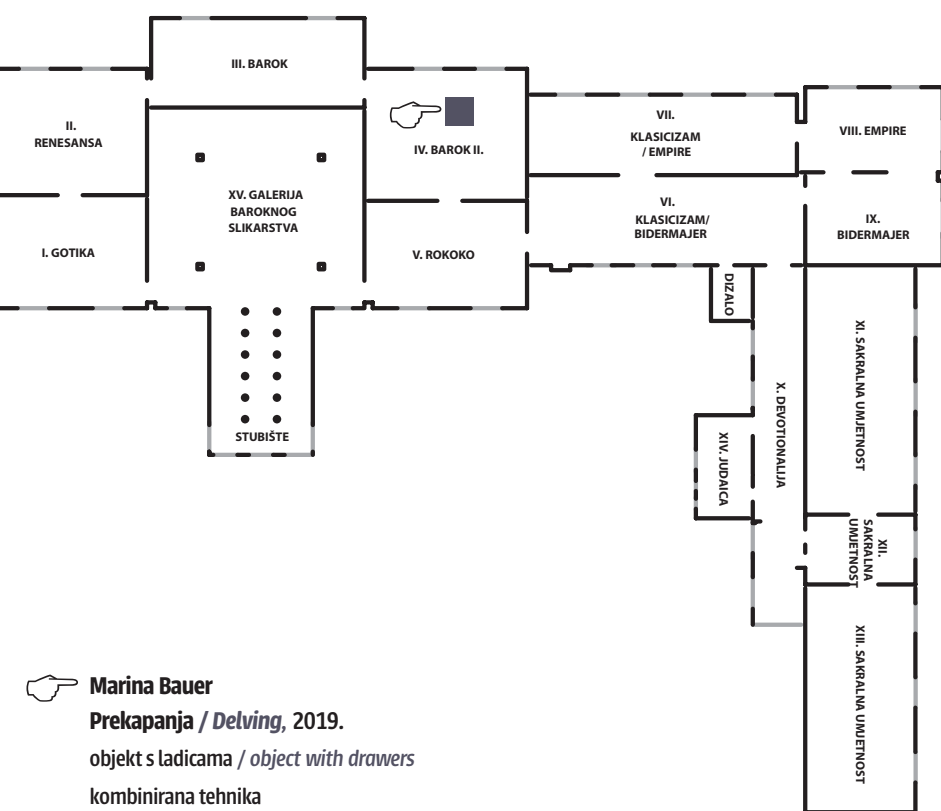 III. BAROK
II.
RENESANSA
IV. BAROK II.
VII.
KLASICIZAM
/ EMPIRE
VIII. EMPIRE
XV. GALERIJA
BAROKNOG
SLIKARSTVA
VI.
KLASICIZAM/
BIDERMAJER
IX.
BIDERMAJER
I. GOTIKA
V. ROKOKO
DIZALO
XI. SAKRALNA UMJETNOST
X. DEVOTIONALIJA
STUBIŠTE
XIV. JUDAICA
XII.
SAKRALNA
UMJETNOST
XIII. SAKRALNA UMJETNOST
Marina Bauer
Prekapanja / Delving, 2019.
objekt s ladicama / object with drawers
kombinirana tehnika